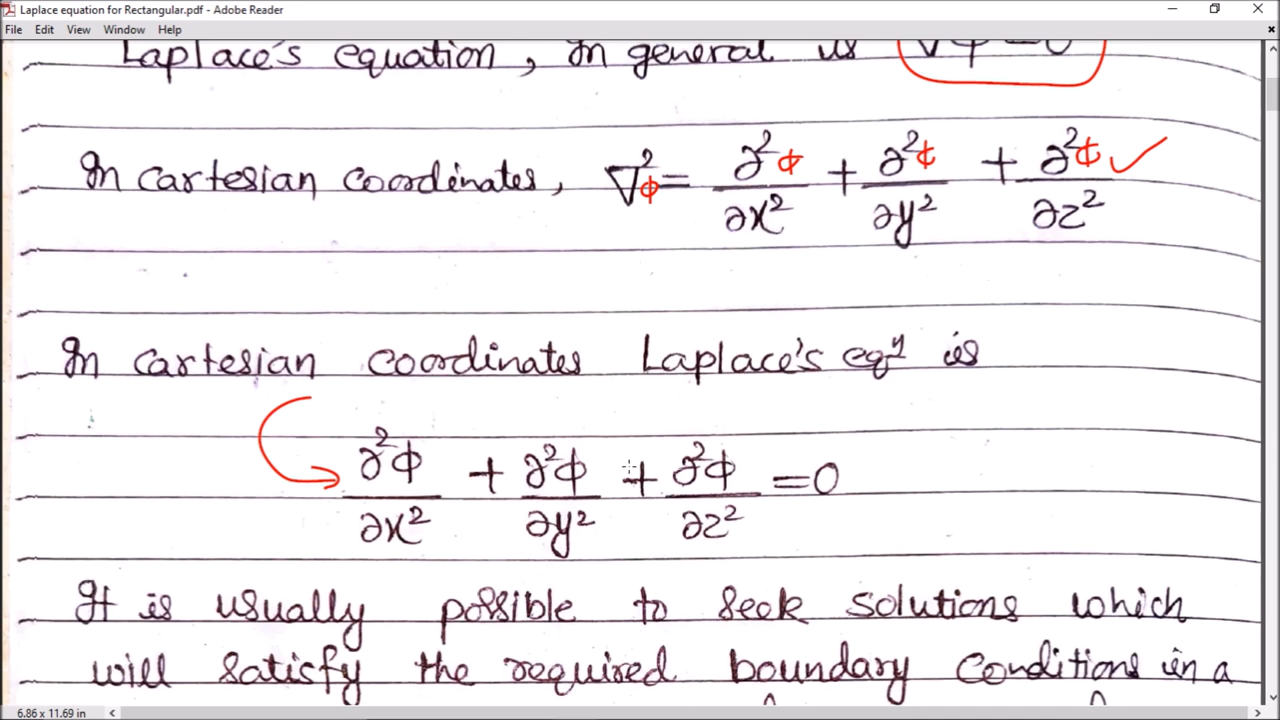 Laplace equation for Rectangular.pdf - Adobe Reader
File Edit View Window Help
Laplace's equation, In general is ∇²φ = 0
In cartesian coordinates, ∇²φ = ∂²φ/∂x² + ∂²φ/∂y² + ∂²φ/∂z² ✓
In cartesian coordinates Laplace's eqⁿ is
∂²φ/∂x² + ∂²φ/∂y² + ∂²φ/∂z² = 0
It is usually possible to seek solutions which
will satisfy the required boundary conditions in a
6.86 x 11.69 in